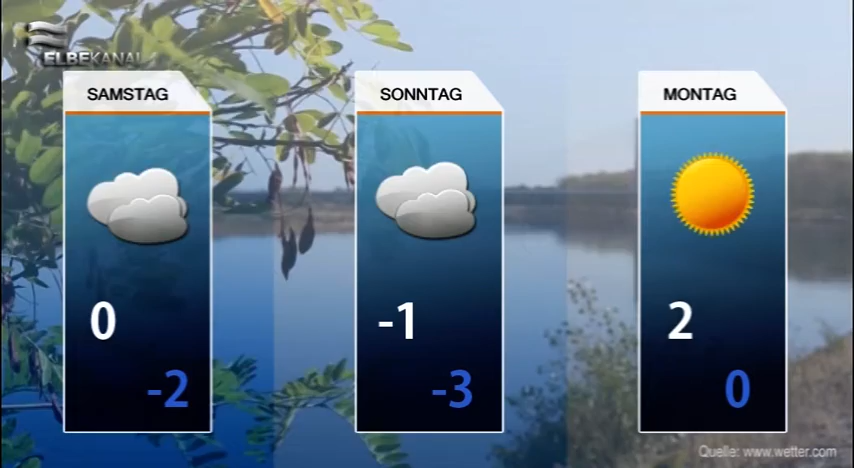 ELBEKANAL
SAMSTAG
SONNTAG
MONTAG
0
-1
2
-2
-3
0
Quelle: www.wetter.com